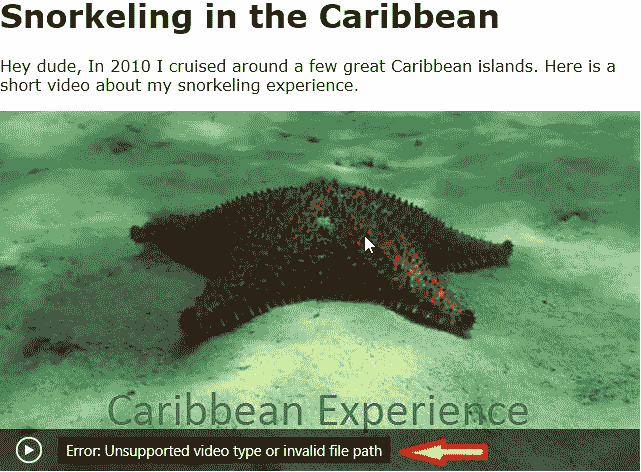 Snorkeling in the Caribbean
Hey dude, In 2010 I cruised around a few great Caribbean islands. Here is a
short video about my snorkeling experience.
Caribbean Experience
Error: Unsupported video type or invalid file path